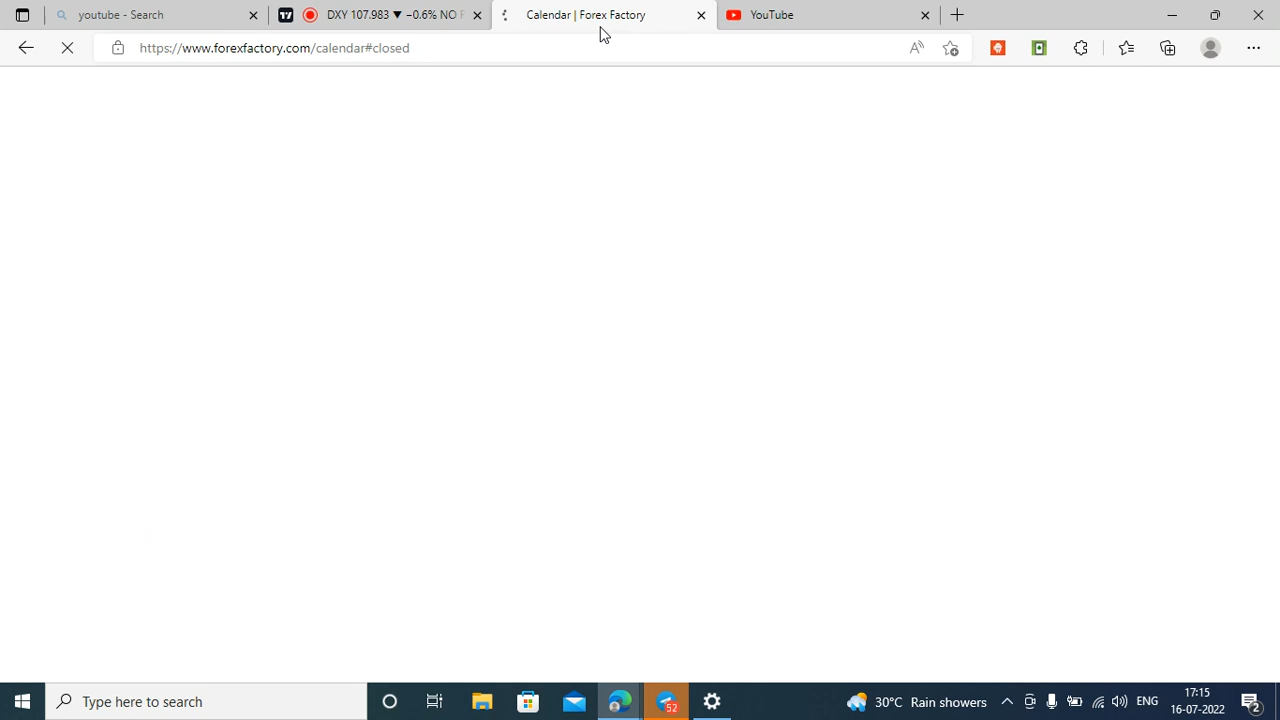 youtube - Search
DXY 107.983 ▼ −0.6% NO
Calendar | Forex Factory
YouTube
https://www.forexfactory.com/calendar#closed
Type here to search
52
30°C Rain showers
ENG
17:15
16-07-2022
2